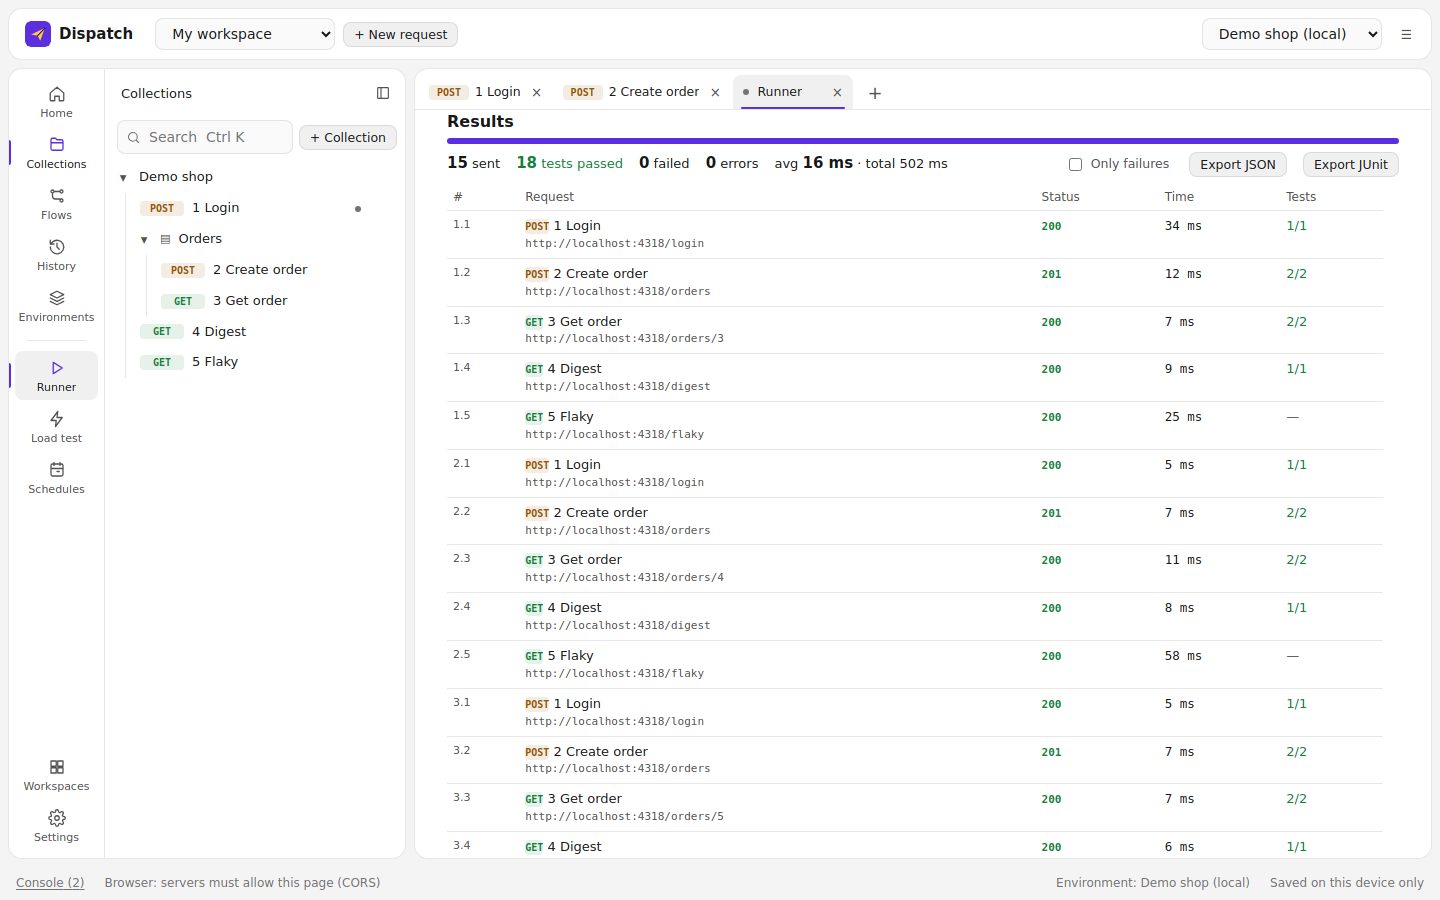 Dispatch
My workspace
+ New request
Demo shop (local)
Home
Collections
Flows
History
Environments
Runner
Load test
Schedules
Workspaces
Settings
Collections
Search Ctrl K
+ Collection
Demo shop
POST 1 Login
Orders
POST 2 Create order
GET 3 Get order
GET 4 Digest
GET 5 Flaky
POST 1 Login × POST 2 Create order × Runner × +
Results
15 sent 18 tests passed 0 failed 0 errors avg 16 ms · total 502 ms Only failures Export JSON Export JUnit
# Request Status Time Tests
1.1 POST 1 Login 200 34 ms 1/1
http://localhost:4318/login
1.2 POST 2 Create order 201 12 ms 2/2
http://localhost:4318/orders
1.3 GET 3 Get order 200 7 ms 2/2
http://localhost:4318/orders/3
1.4 GET 4 Digest 200 9 ms 1/1
http://localhost:4318/digest
1.5 GET 5 Flaky 200 25 ms —
http://localhost:4318/flaky
2.1 POST 1 Login 200 5 ms 1/1
http://localhost:4318/login
2.2 POST 2 Create order 201 7 ms 2/2
http://localhost:4318/orders
2.3 GET 3 Get order 200 11 ms 2/2
http://localhost:4318/orders/4
2.4 GET 4 Digest 200 8 ms 1/1
http://localhost:4318/digest
2.5 GET 5 Flaky 200 58 ms —
http://localhost:4318/flaky
3.1 POST 1 Login 200 5 ms 1/1
http://localhost:4318/login
3.2 POST 2 Create order 201 7 ms 2/2
http://localhost:4318/orders
3.3 GET 3 Get order 200 7 ms 2/2
http://localhost:4318/orders/5
3.4 GET 4 Digest 200 6 ms 1/1
Console (2) Browser: servers must allow this page (CORS) Environment: Demo shop (local) Saved on this device only